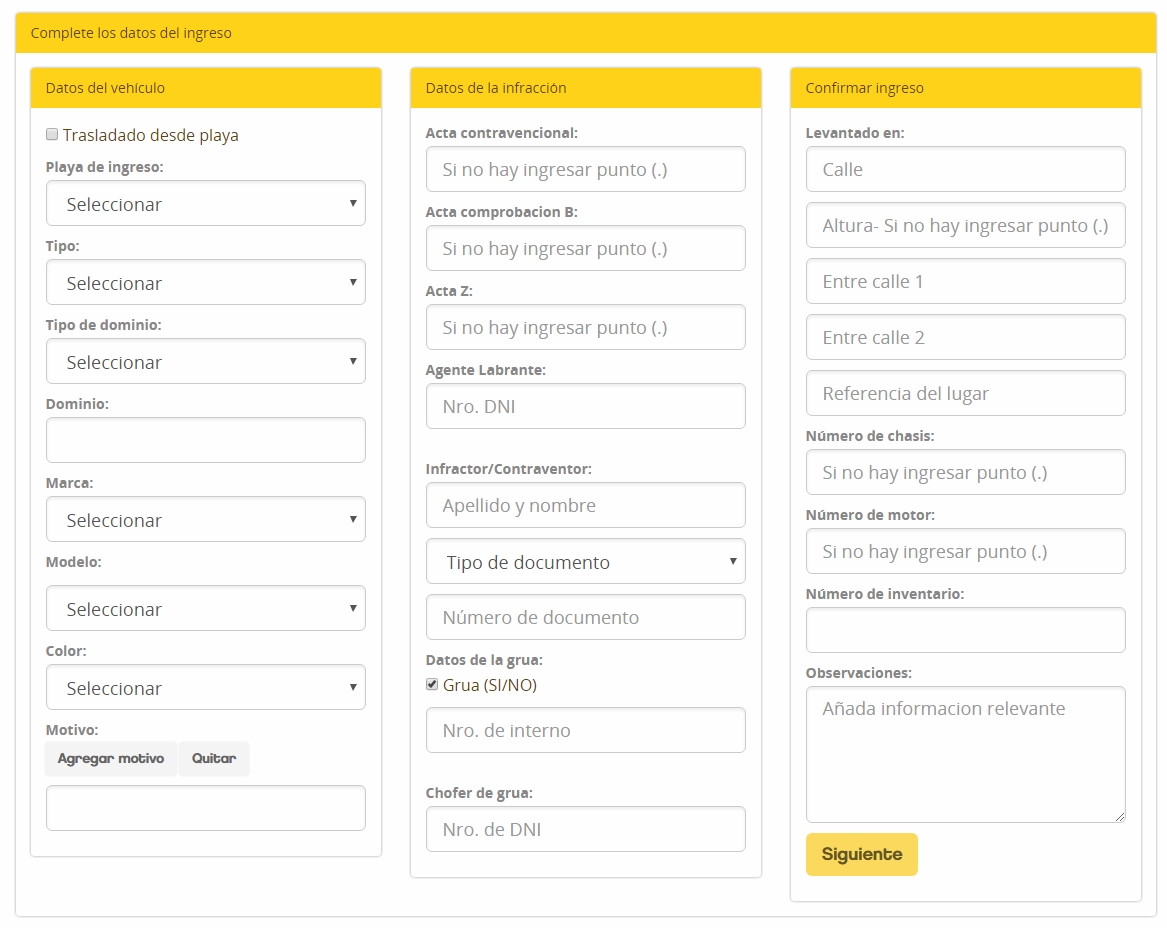 Complete los datos del ingreso
Datos del vehículo
Trasladado desde playa
Playa de ingreso:
Seleccionar
Tipo:
Seleccionar
Tipo de dominio:
Seleccionar
Dominio:
Marca:
Seleccionar
Modelo:
Seleccionar
Color:
Seleccionar
Motivo:
Agregar motivo
Quitar
Datos de la infracción
Acta contravencional:
Si no hay ingresar punto (.)
Acta comprobacion B:
Si no hay ingresar punto (.)
Acta Z:
Si no hay ingresar punto (.)
Agente Labrante:
Nro. DNI
Infractor/Contraventor:
Apellido y nombre
Tipo de documento
Número de documento
Datos de la grua:
Grua (SI/NO)
Nro. de interno
Chofer de grua:
Nro. de DNI
Confirmar ingreso
Levantado en:
Calle
Altura- Si no hay ingresar punto (.)
Entre calle 1
Entre calle 2
Referencia del lugar
Número de chasis:
Si no hay ingresar punto (.)
Número de motor:
Si no hay ingresar punto (.)
Número de inventario:
Observaciones:
Añada informacion relevante
Siguiente